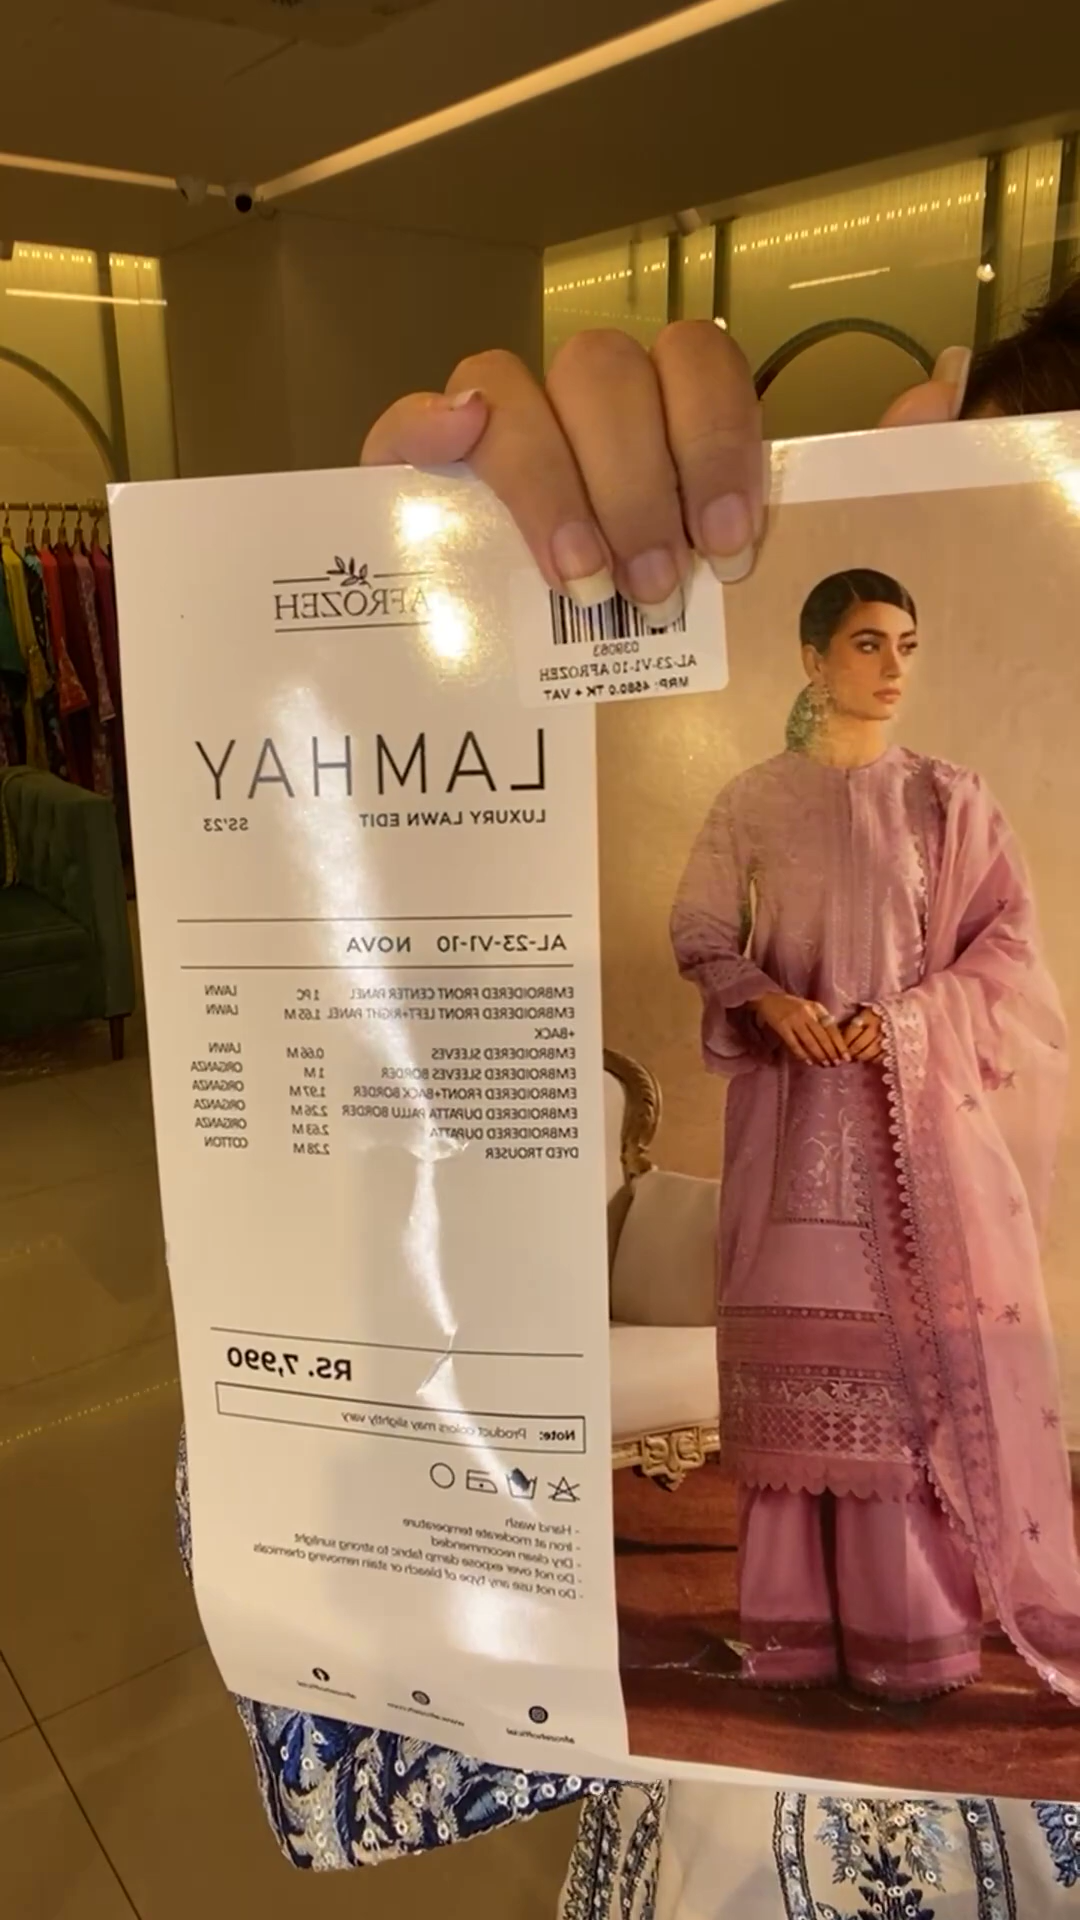 AFROZEH
039063
AL-23-V1-10 AFROZEH
MRP: 4680.0 TK + VAT
LAMHAY
LUXURY LAWN EDIT SS'23
AL-23-V1-10 NOVA
EMBROIDERED FRONT CENTER PANEL 1 PC LAWN
EMBROIDERED FRONT LEFT+RIGHT PANEL 1.65 M LAWN
+BACK
EMBROIDERED SLEEVES 0.66 M LAWN
EMBROIDERED SLEEVES BORDER 1 M ORGANZA
EMBROIDERED FRONT+BACK BORDER 1.97 M ORGANZA
EMBROIDERED DUPATTA PALLU BORDER 2.26 M ORGANZA
EMBROIDERED DUPATTA 2.63 M ORGANZA
DYED TROUSER 2.28 M COTTON
RS. 7,990
Note: Product colors may slightly vary
- Hand wash
- Iron at moderate temperature
- Dry clean recommended
- Do not over expose damp fabric to strong sunlight
- Do not use any type of bleach or stain removing chemicals